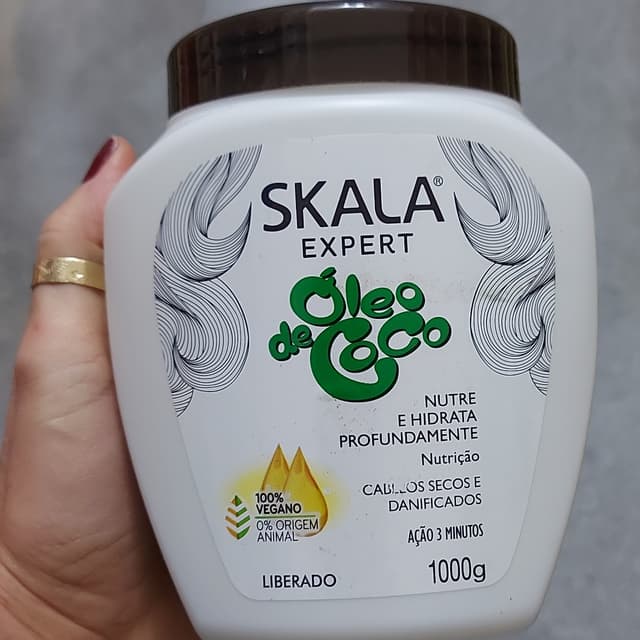 SKALA®
EXPERT
Óleo
de Coco
NUTRE
E HIDRATA
PROFUNDAMENTE
Nutrição
CABELOS SECOS E
DANIFICADOS
AÇÃO 3 MINUTOS
100%
VEGANO
0% ORIGEM
ANIMAL
LIBERADO
1000g